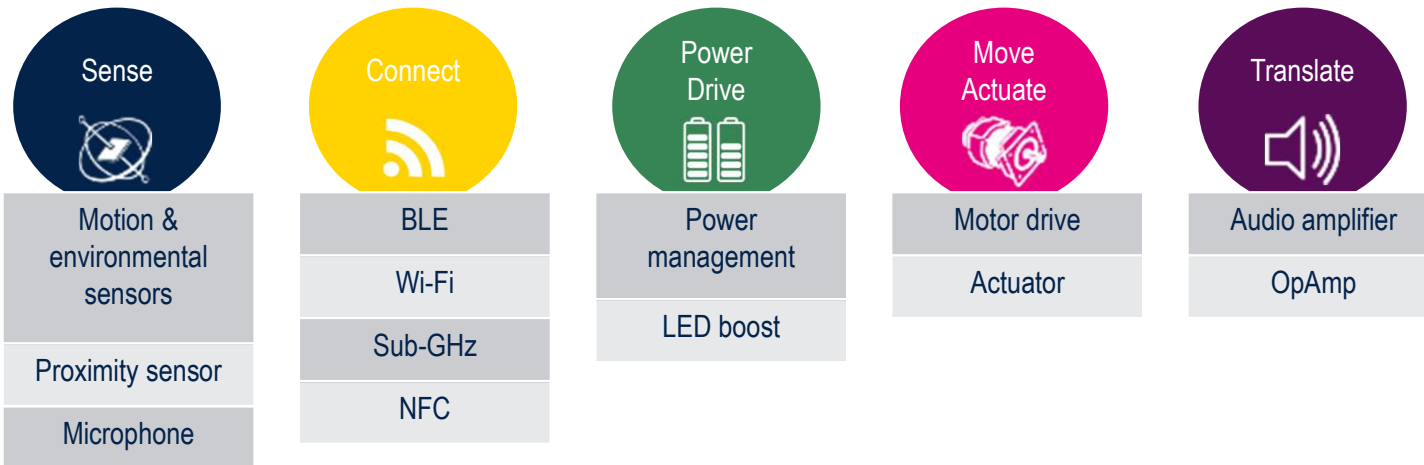 Sense
Motion &
environmental
sensors
Proximity sensor
Microphone
Connect
BLE
Wi-Fi
Sub-GHz
NFC
Power
Drive
Power
management
LED boost
Move
Actuate
Motor drive
Actuator
Translate
Audio amplifier
OpAmp